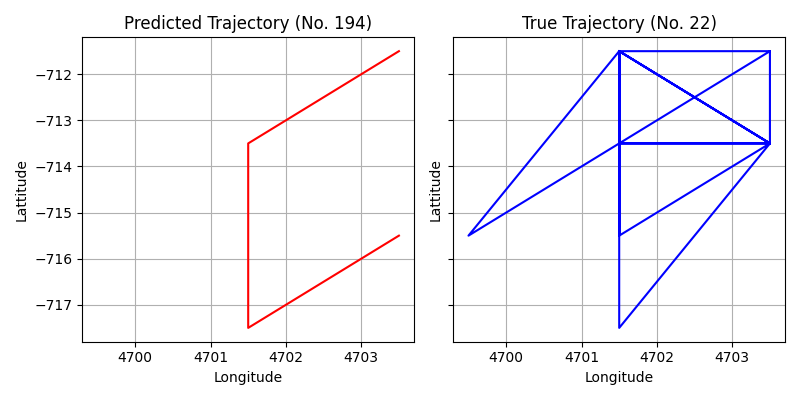 Predicted Trajectory (No. 194)
True Trajectory (No. 22)
Lattitude
−712
−713
−714
−715
−716
−717
4700
4701
4702
4703
Longitude
Lattitude
4700
4701
4702
4703
Longitude